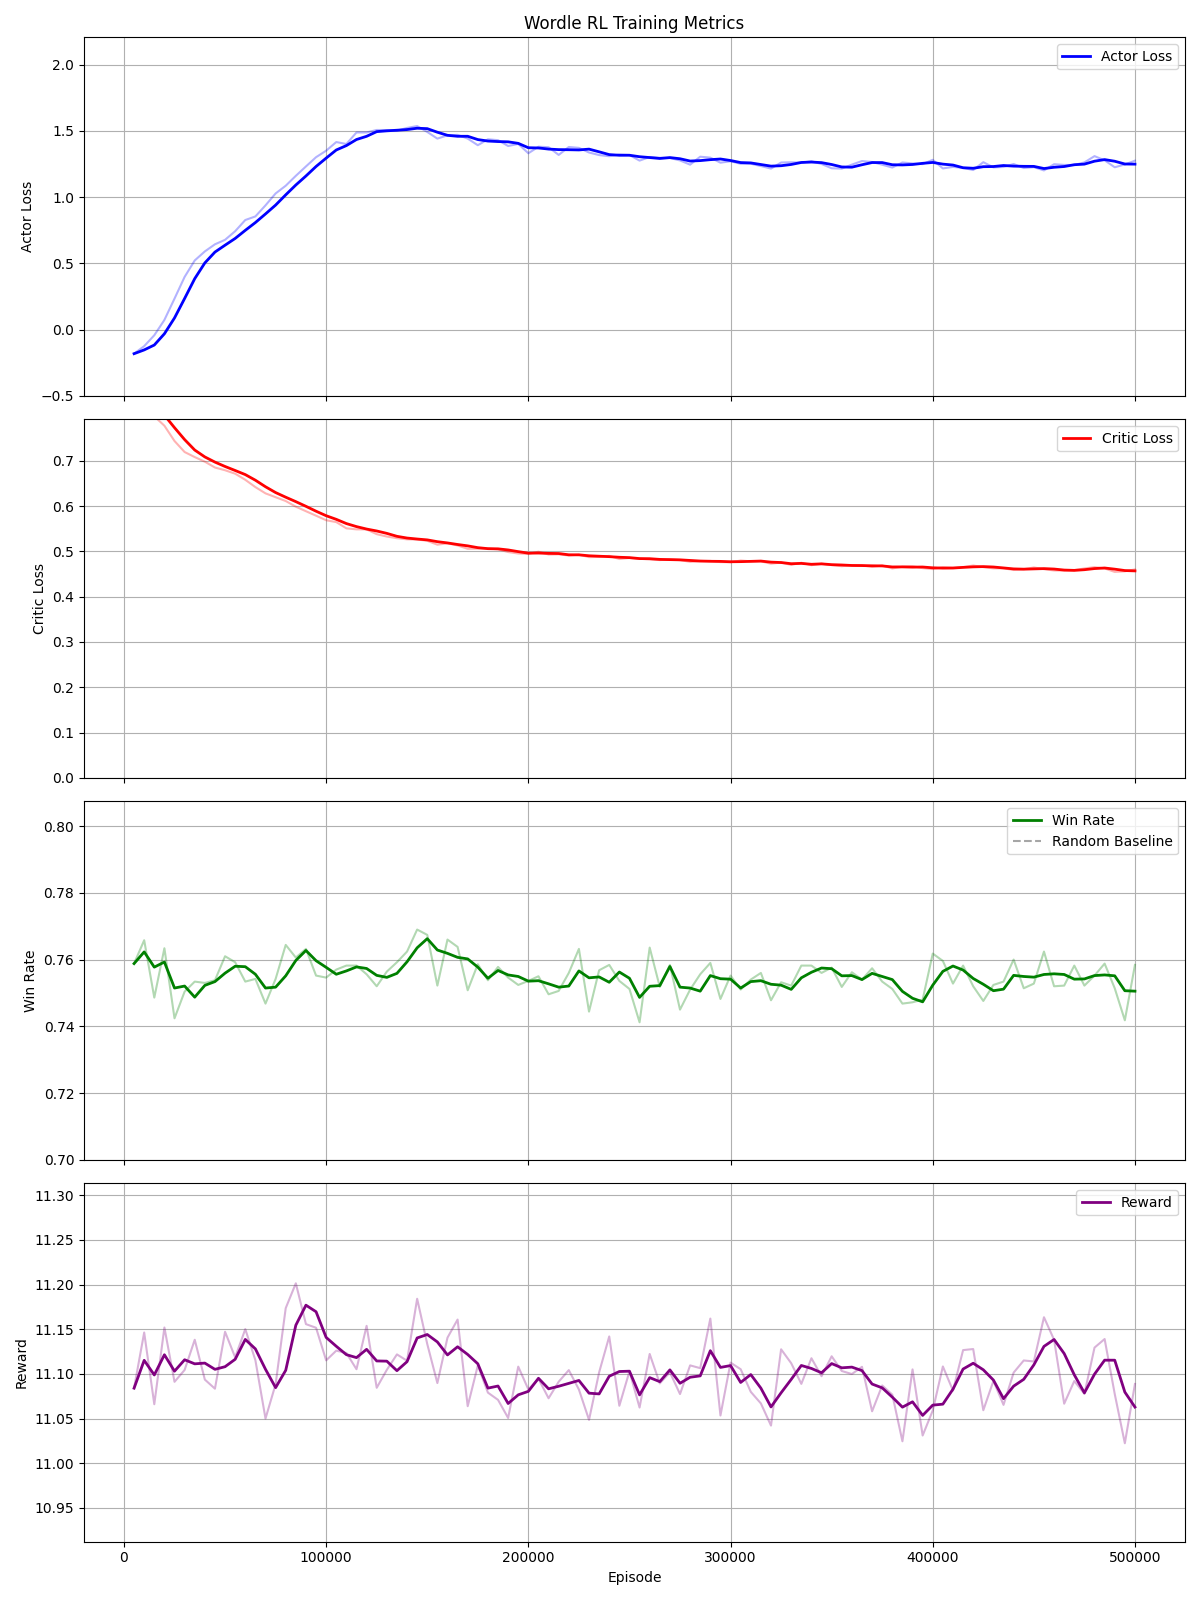 Wordle RL Training Metrics
Actor Loss
2.0
1.5
1.0
0.5
0.0
−0.5
Actor Loss
Critic Loss
0.7
0.6
0.5
0.4
0.3
0.2
0.1
0.0
Critic Loss
Win Rate
Random Baseline
0.80
0.78
0.76
0.74
0.72
0.70
Win Rate
Reward
11.30
11.25
11.20
11.15
11.10
11.05
11.00
10.95
Reward
0 100000 200000 300000 400000 500000
Episode